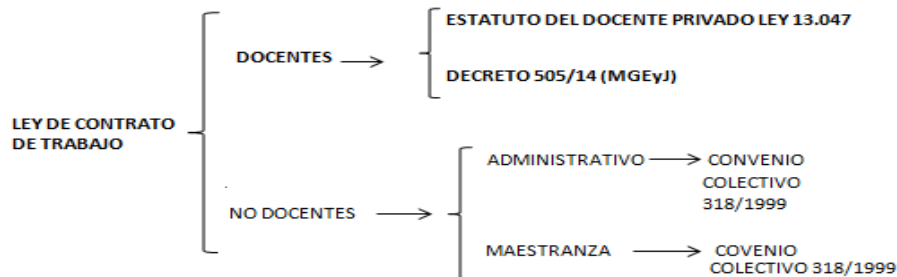 ESTATUTO DEL DOCENTE PRIVADO LEY 13.047
DOCENTES
DECRETO 505/14 (MGEyJ)
LEY DE CONTRATO
DE TRABAJO
ADMINISTRATIVO
CONVENIO
COLECTIVO
318/1999
NO DOCENTES
MAESTRANZA
COVENIO
COLECTIVO 318/1999